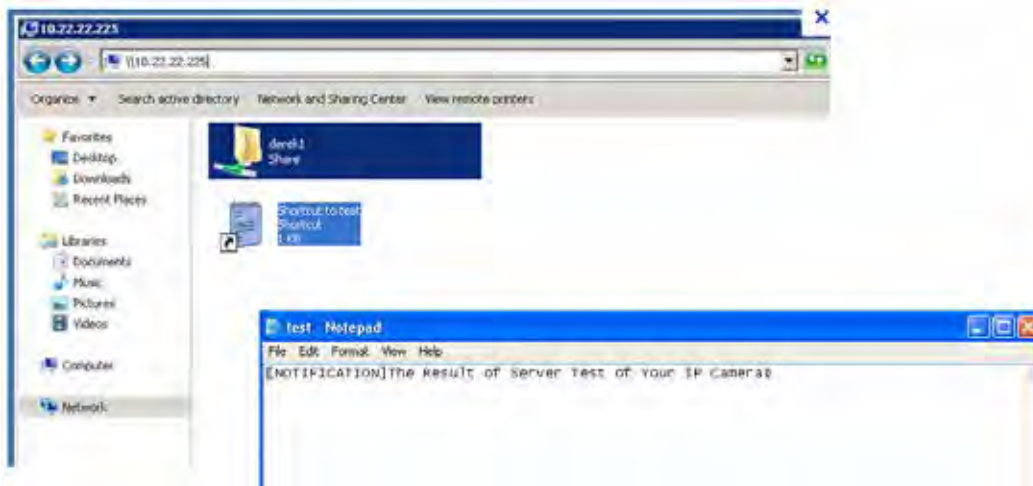 10.22.22.225
\\10.22.22.225
Organize Search active directory Network and Sharing Center View remote printers
Favorites
Desktop
Downloads
Recent Places
Libraries
Documents
Music
Pictures
Videos
Computer
Network
derek1
Share
Shortcut to test
Shortcut
1 KB
test Notepad
File Edit Format View Help
[NOTIFICATION]The Result of Server Test of Your IP Camera